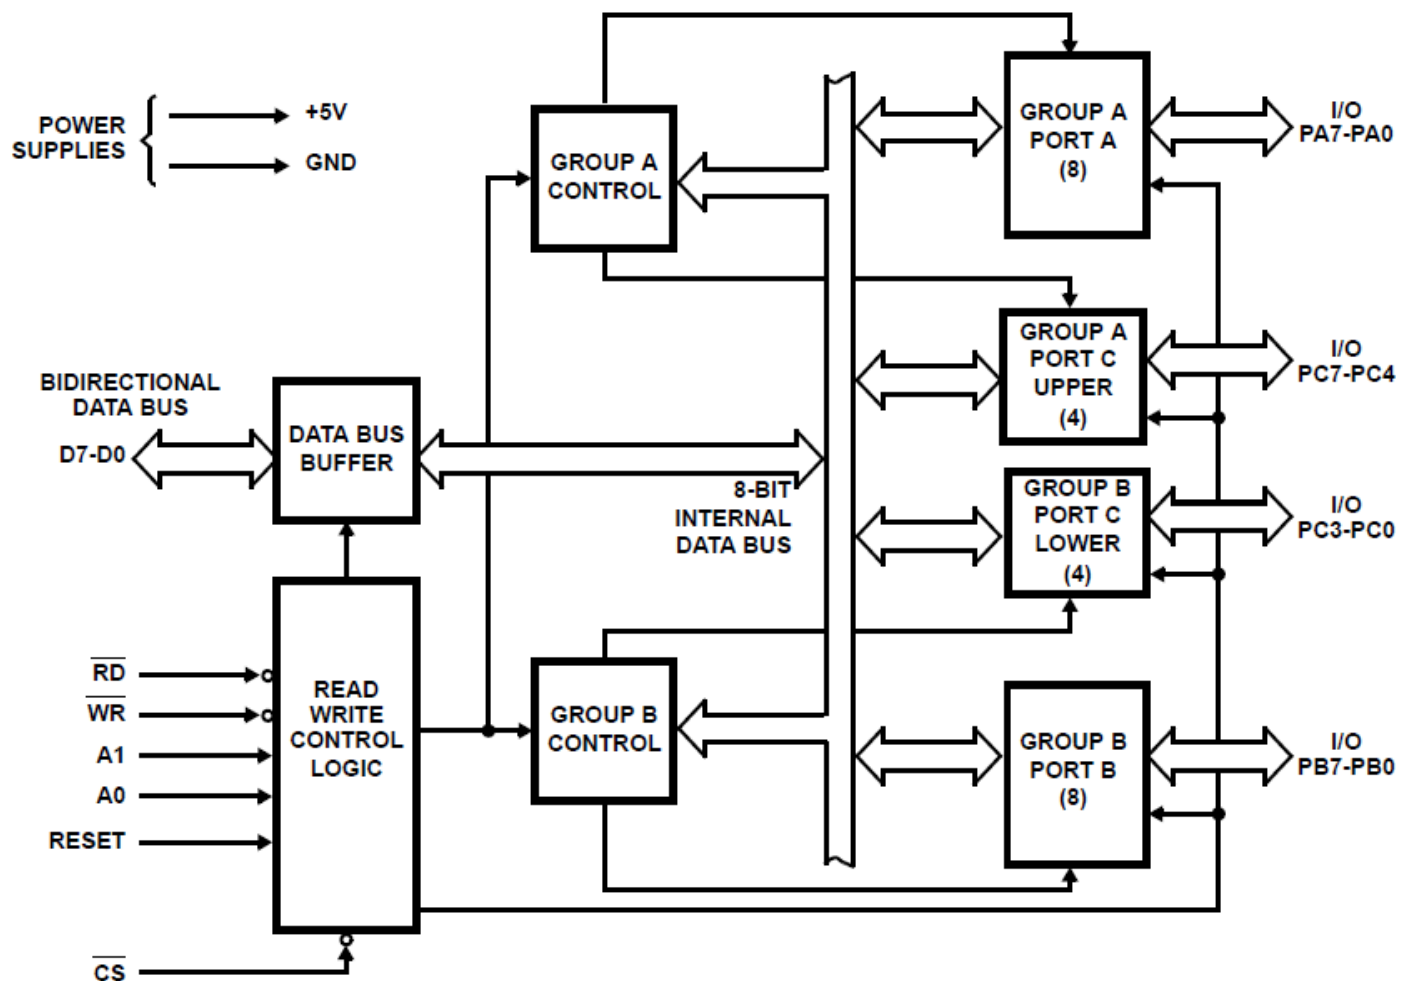 POWER
SUPPLIES
+5V
GND
GROUP A
CONTROL
GROUP A
PORT A
(8)
I/O
PA7-PA0
GROUP A
PORT C
UPPER
(4)
I/O
PC7-PC4
BIDIRECTIONAL
DATA BUS
D7-D0
DATA BUS
BUFFER
8-BIT
INTERNAL
DATA BUS
GROUP B
PORT C
LOWER
(4)
I/O
PC3-PC0
RD
WR
A1
A0
RESET
CS
READ
WRITE
CONTROL
LOGIC
GROUP B
CONTROL
GROUP B
PORT B
(8)
I/O
PB7-PB0